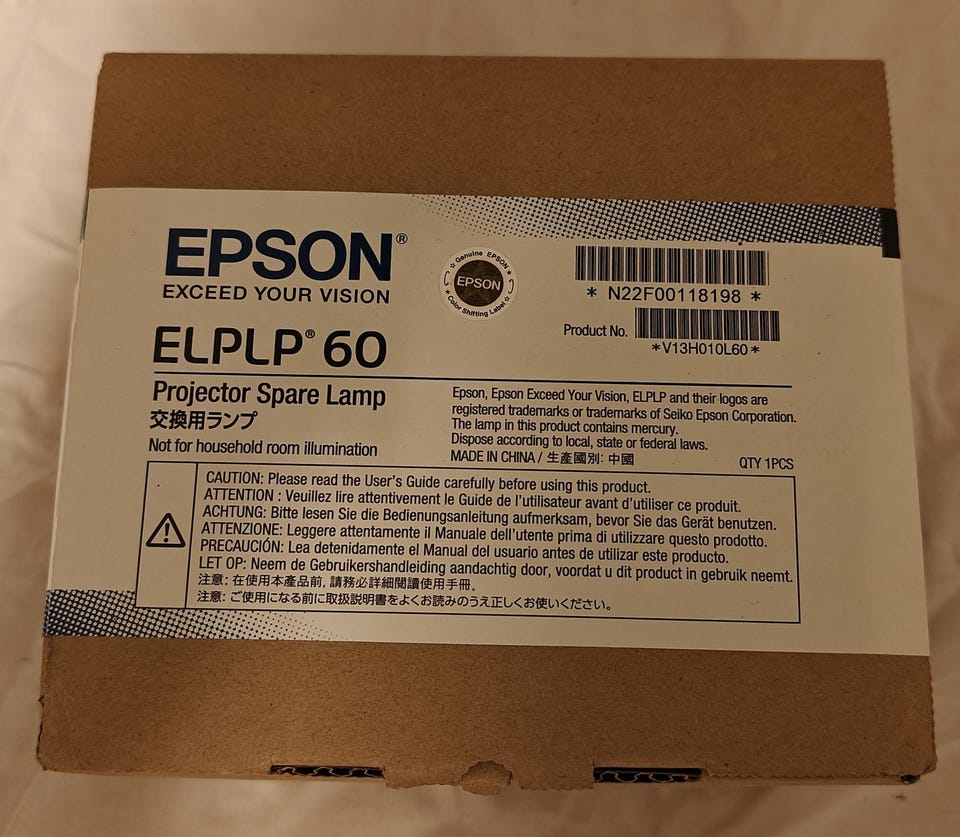 EPSON®
EXCEED YOUR VISION
ELPLP® 60
Projector Spare Lamp
交換用ランプ
Not for household room illumination
Genuine EPSON
EPSON
Color Shifting Label
* N22F00118198 *
Product No.
*V13H010L60*
Epson, Epson Exceed Your Vision, ELPLP and their logos are
registered trademarks or trademarks of Seiko Epson Corporation.
The lamp in this product contains mercury.
Dispose according to local, state or federal laws.
MADE IN CHINA / 生產國別: 中國
QTY 1PCS
CAUTION: Please read the User's Guide carefully before using this product.
ATTENTION : Veuillez lire attentivement le Guide de l'utilisateur avant d'utiliser ce produit.
ACHTUNG: Bitte lesen Sie die Bedienungsanleitung aufmerksam, bevor Sie das Gerät benutzen.
ATTENZIONE: Leggere attentamente il Manuale dell'utente prima di utilizzare questo prodotto.
PRECAUCIÓN: Lea detenidamente el Manual del usuario antes de utilizar este producto.
LET OP: Neem de Gebruikershandleiding aandachtig door, voordat u dit product in gebruik neemt.
注意: 在使用本產品前, 請務必詳細閱讀使用手冊.
注意: ご使用になる前に取扱説明書をよくお読みのうえ正しくお使いください。